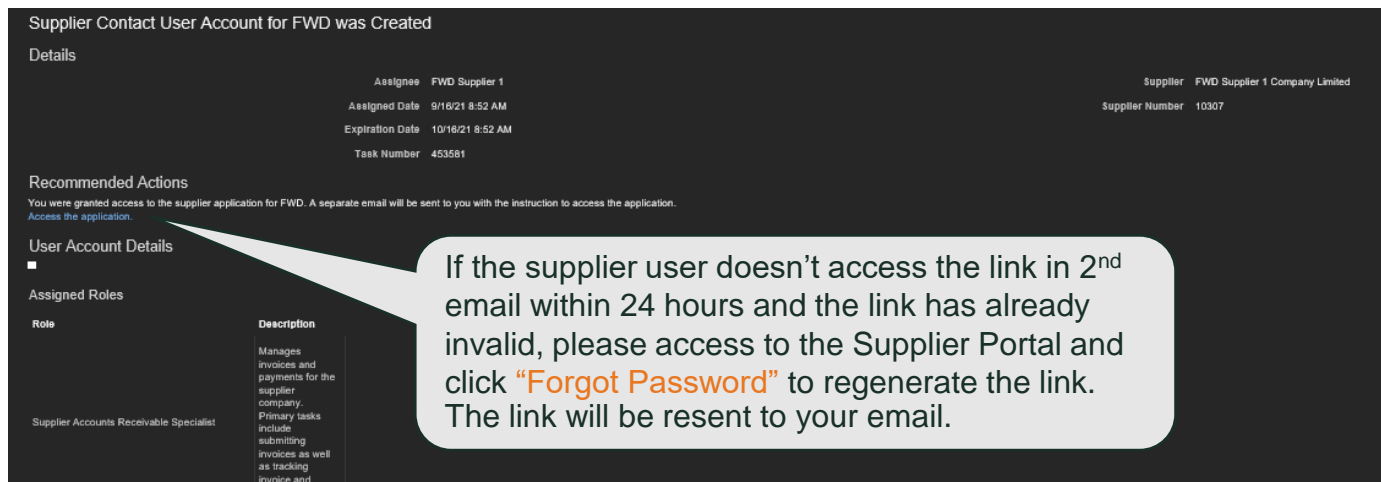 Supplier Contact User Account for FWD was Created
Details
Assignee FWD Supplier 1
Supplier FWD Supplier 1 Company Limited
Assigned Date 9/16/21 8:52 AM
Supplier Number 10307
Expiration Date 10/16/21 8:52 AM
Task Number 453581
Recommended Actions
You were granted access to the supplier application for FWD. A separate email will be sent to you with the instruction to access the application.
Access the application.
User Account Details
Assigned Roles
Role Description
Supplier Accounts Receivable Specialist
Manages
invoices and
payments for the
supplier
company.
Primary tasks
include
submitting
invoices as well
as tracking
invoice and
If the supplier user doesn’t access the link in 2nd
email within 24 hours and the link has already
invalid, please access to the Supplier Portal and
click “Forgot Password” to regenerate the link.
The link will be resent to your email.